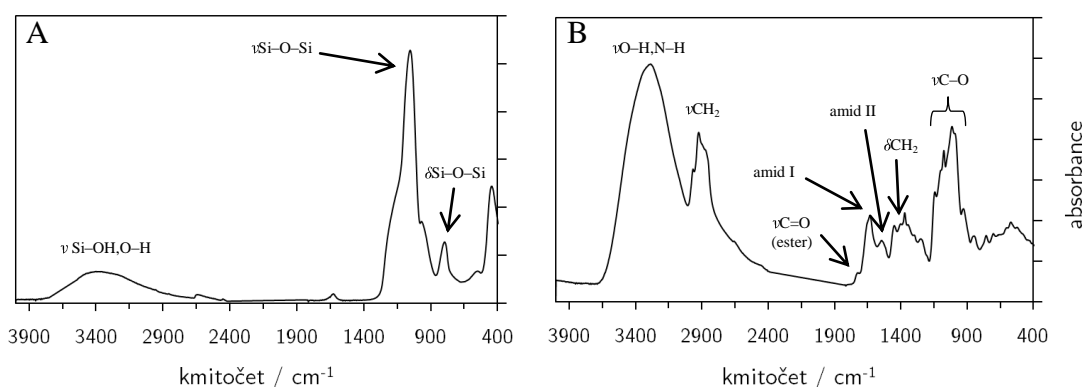 A
νSi–O–Si
δSi–O–Si
ν Si–OH,O–H
3900 3400 2900 2400 1900 1400 900 400
kmitočet / cm⁻¹
B
νO–H,N–H
νCH₂
νC–O
amid II
δCH₂
amid I
νC=O
(ester)
3900 3400 2900 2400 1900 1400 900 400
kmitočet / cm⁻¹
absorbance